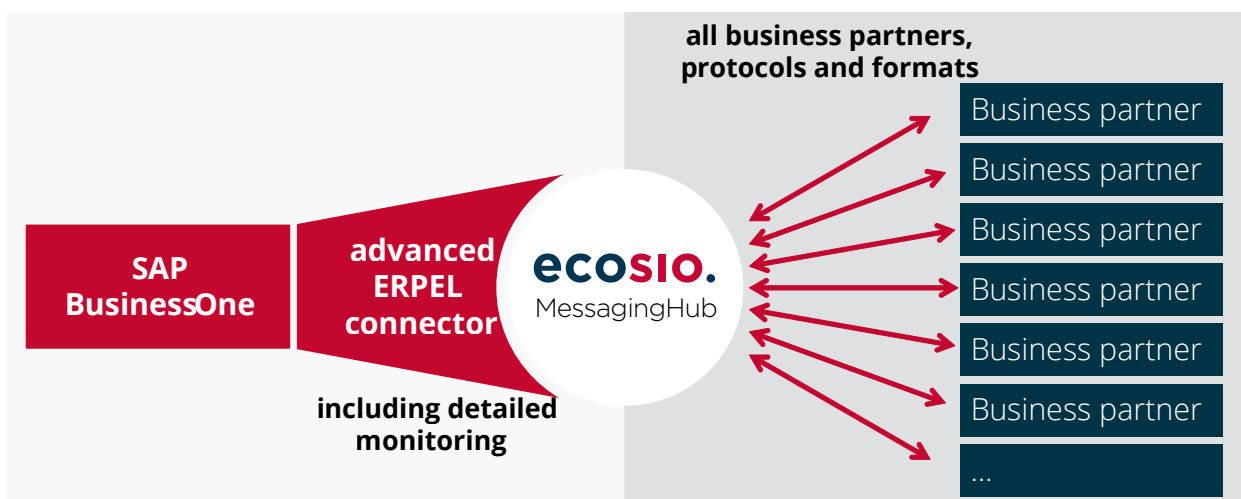 all business partners,
protocols and formats
SAP
BusinessOne
advanced
ERPEL
connector
including detailed
monitoring
ecosio.
MessagingHub
Business partner
Business partner
Business partner
Business partner
Business partner
Business partner
...